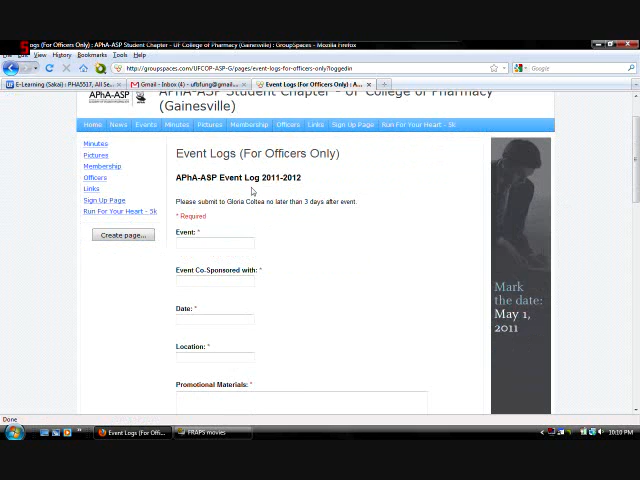 ogs (For Officers Only) : APhA-ASP Student Chapter - UF College of Pharmacy (Gainesville) : GroupSpaces - Mozilla Firefox
Edit View History Bookmarks Tools Help
http://groupspaces.com/UFCOP-ASP-G/pages/event-logs-for-officers-only?loggedin
Google
E-Learning (Sakai) : PHA5517, All Se...
Gmail - Inbox (4) - ufbfung@gmail....
Event Logs (For Officers Only) : A...
APhA-ASP
APhA-ASP Student Chapter - UF College of Pharmacy
(Gainesville)
Home News Events Minutes Pictures Membership Officers Links Sign Up Page Run For Your Heart - 5k
Minutes
Pictures
Membership
Officers
Links
Sign Up Page
Run For Your Heart - 5k
Create page...
Event Logs (For Officers Only)
APhA-ASP Event Log 2011-2012
Please submit to Gloria Coltea no later than 3 days after event.
* Required
Event: *
Event Co-Sponsored with: *
Date: *
Location: *
Promotional Materials: *
Mark
the date:
May 1,
2011
Done
Event Logs (For Offi...
FRAPS movies
10:10 PM